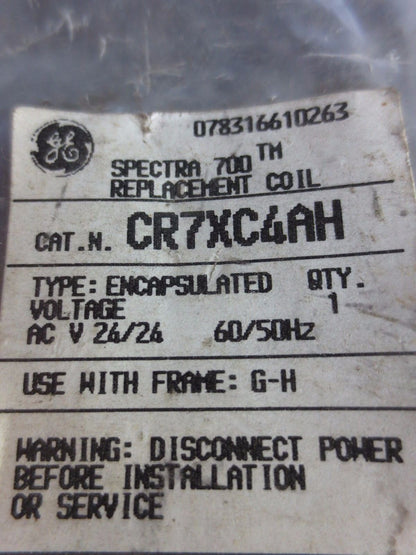 GE
078316610263
SPECTRA 700 TM
REPLACEMENT COIL
CAT.N. CR7XC4AH
TYPE: ENCAPSULATED QTY.
VOLTAGE 1
AC V 24/24 60/50Hz
USE WITH FRAME: G-H
WARNING: DISCONNECT POWER
BEFORE INSTALLATION
OR SERVICE